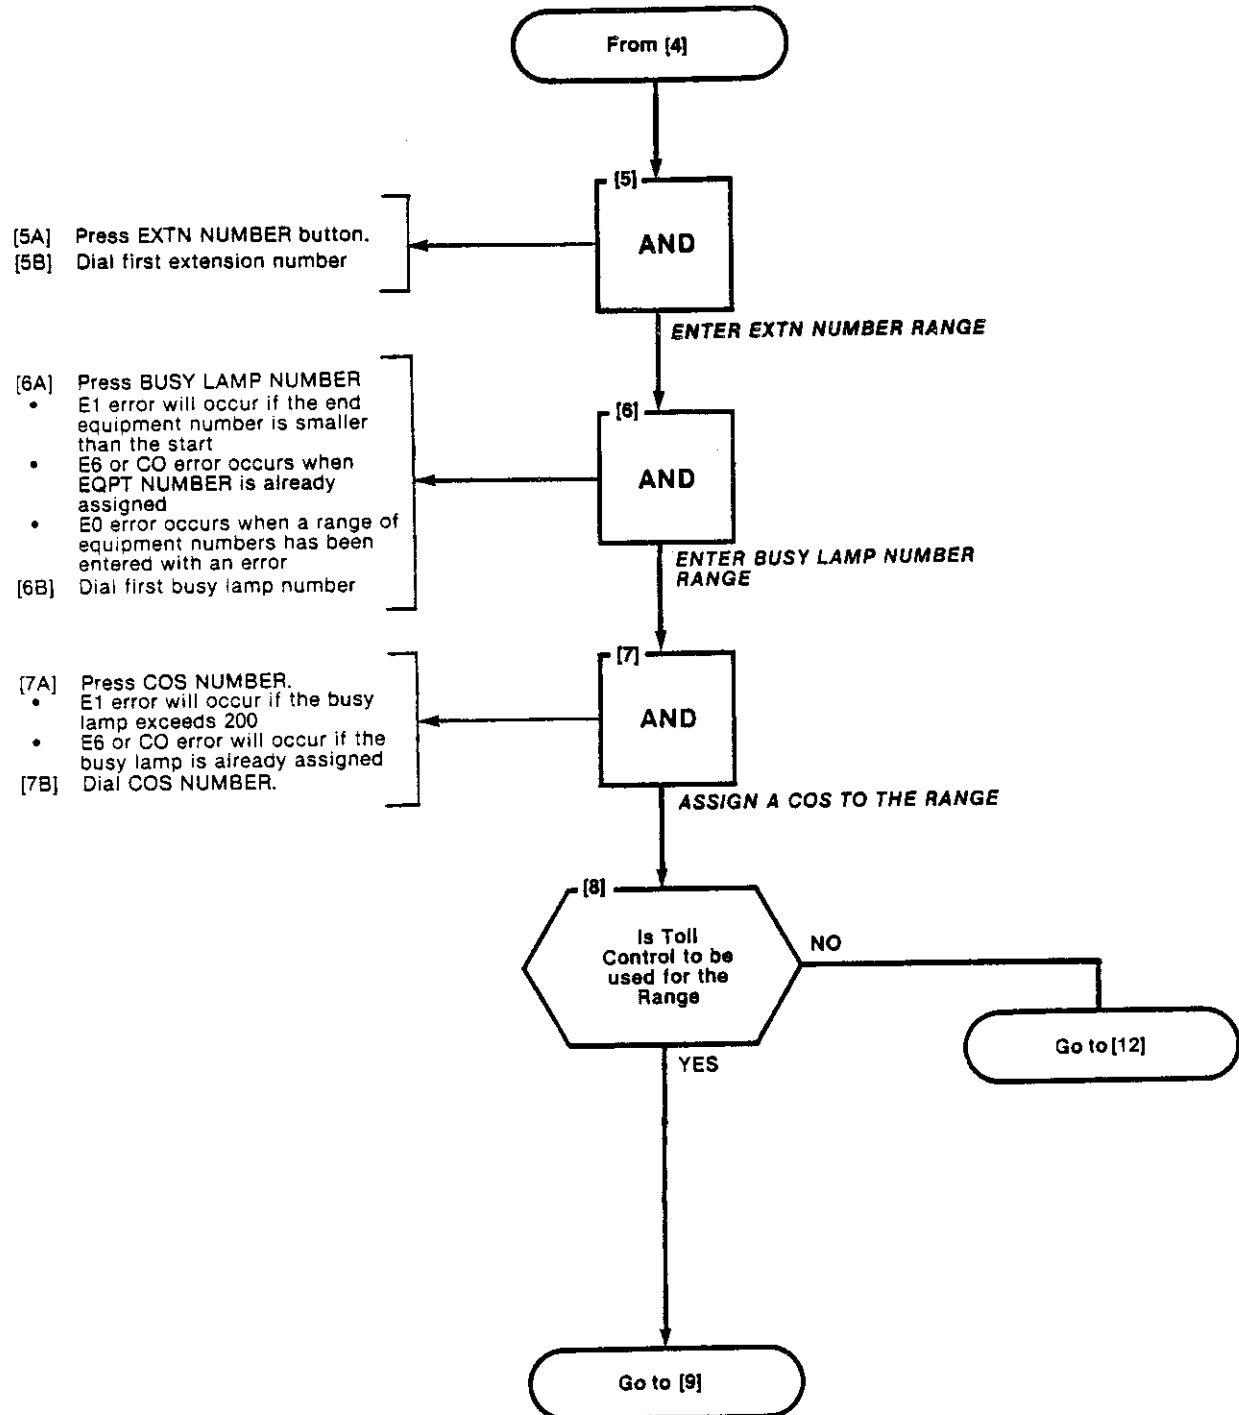 From [4]
[5]
AND
[5A] Press EXTN NUMBER button.
[5B] Dial first extension number
ENTER EXTN NUMBER RANGE
[6A] Press BUSY LAMP NUMBER
• E1 error will occur if the end
equipment number is smaller
than the start
• E6 or CO error occurs when
EQPT NUMBER is already
assigned
• E0 error occurs when a range of
equipment numbers has been
entered with an error
[6B] Dial first busy lamp number
[6]
AND
ENTER BUSY LAMP NUMBER
RANGE
[7A] Press COS NUMBER.
• E1 error will occur if the busy
lamp exceeds 200
• E6 or CO error will occur if the
busy lamp is already assigned
[7B] Dial COS NUMBER.
[7]
AND
ASSIGN A COS TO THE RANGE
[8]
Is Toll
Control to be
used for the
Range
NO
Go to [12]
YES
Go to [9]